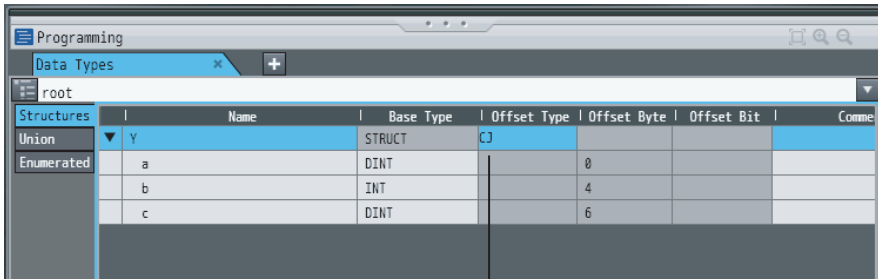 Programming
Data Types × +
root
Structures
Union
Enumerated
Name Base Type Offset Type Offset Byte Offset Bit Comme
Y STRUCT CJ
a DINT 0
b INT 4
c DINT 6